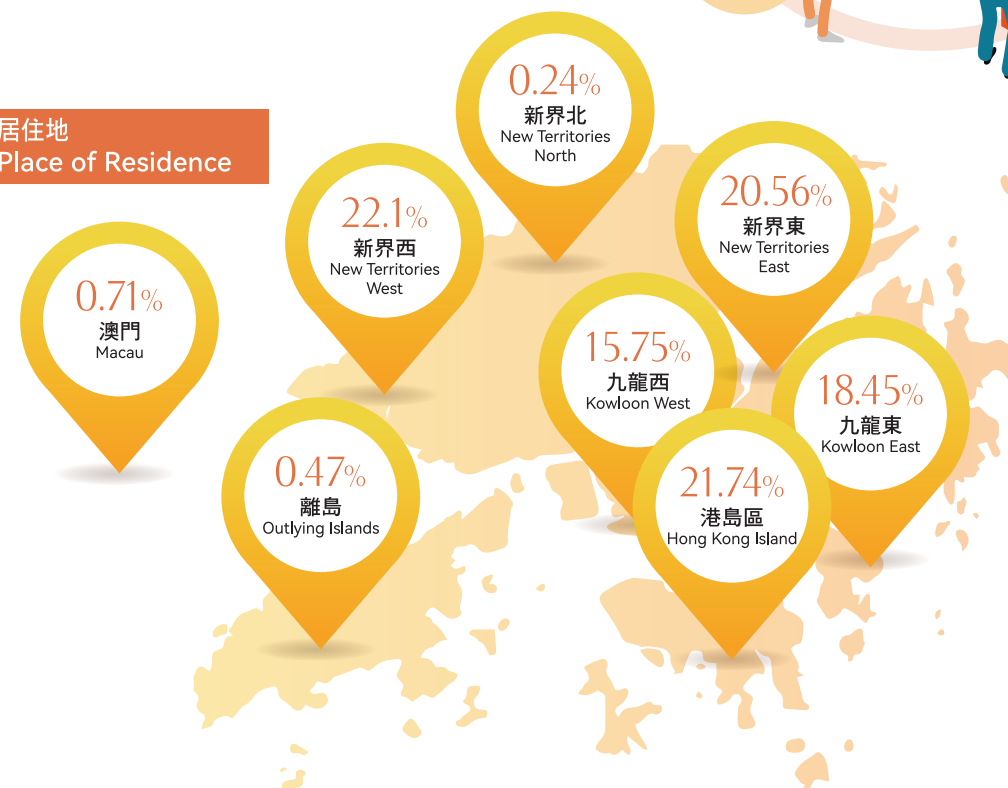 居住地
Place of Residence
0.24%
新界北
New Territories
North
22.1%
新界西
New Territories
West
20.56%
新界東
New Territories
East
0.71%
澳門
Macau
15.75%
九龍西
Kowloon West
18.45%
九龍東
Kowloon East
0.47%
離島
Outlying Islands
21.74%
港島區
Hong Kong Island